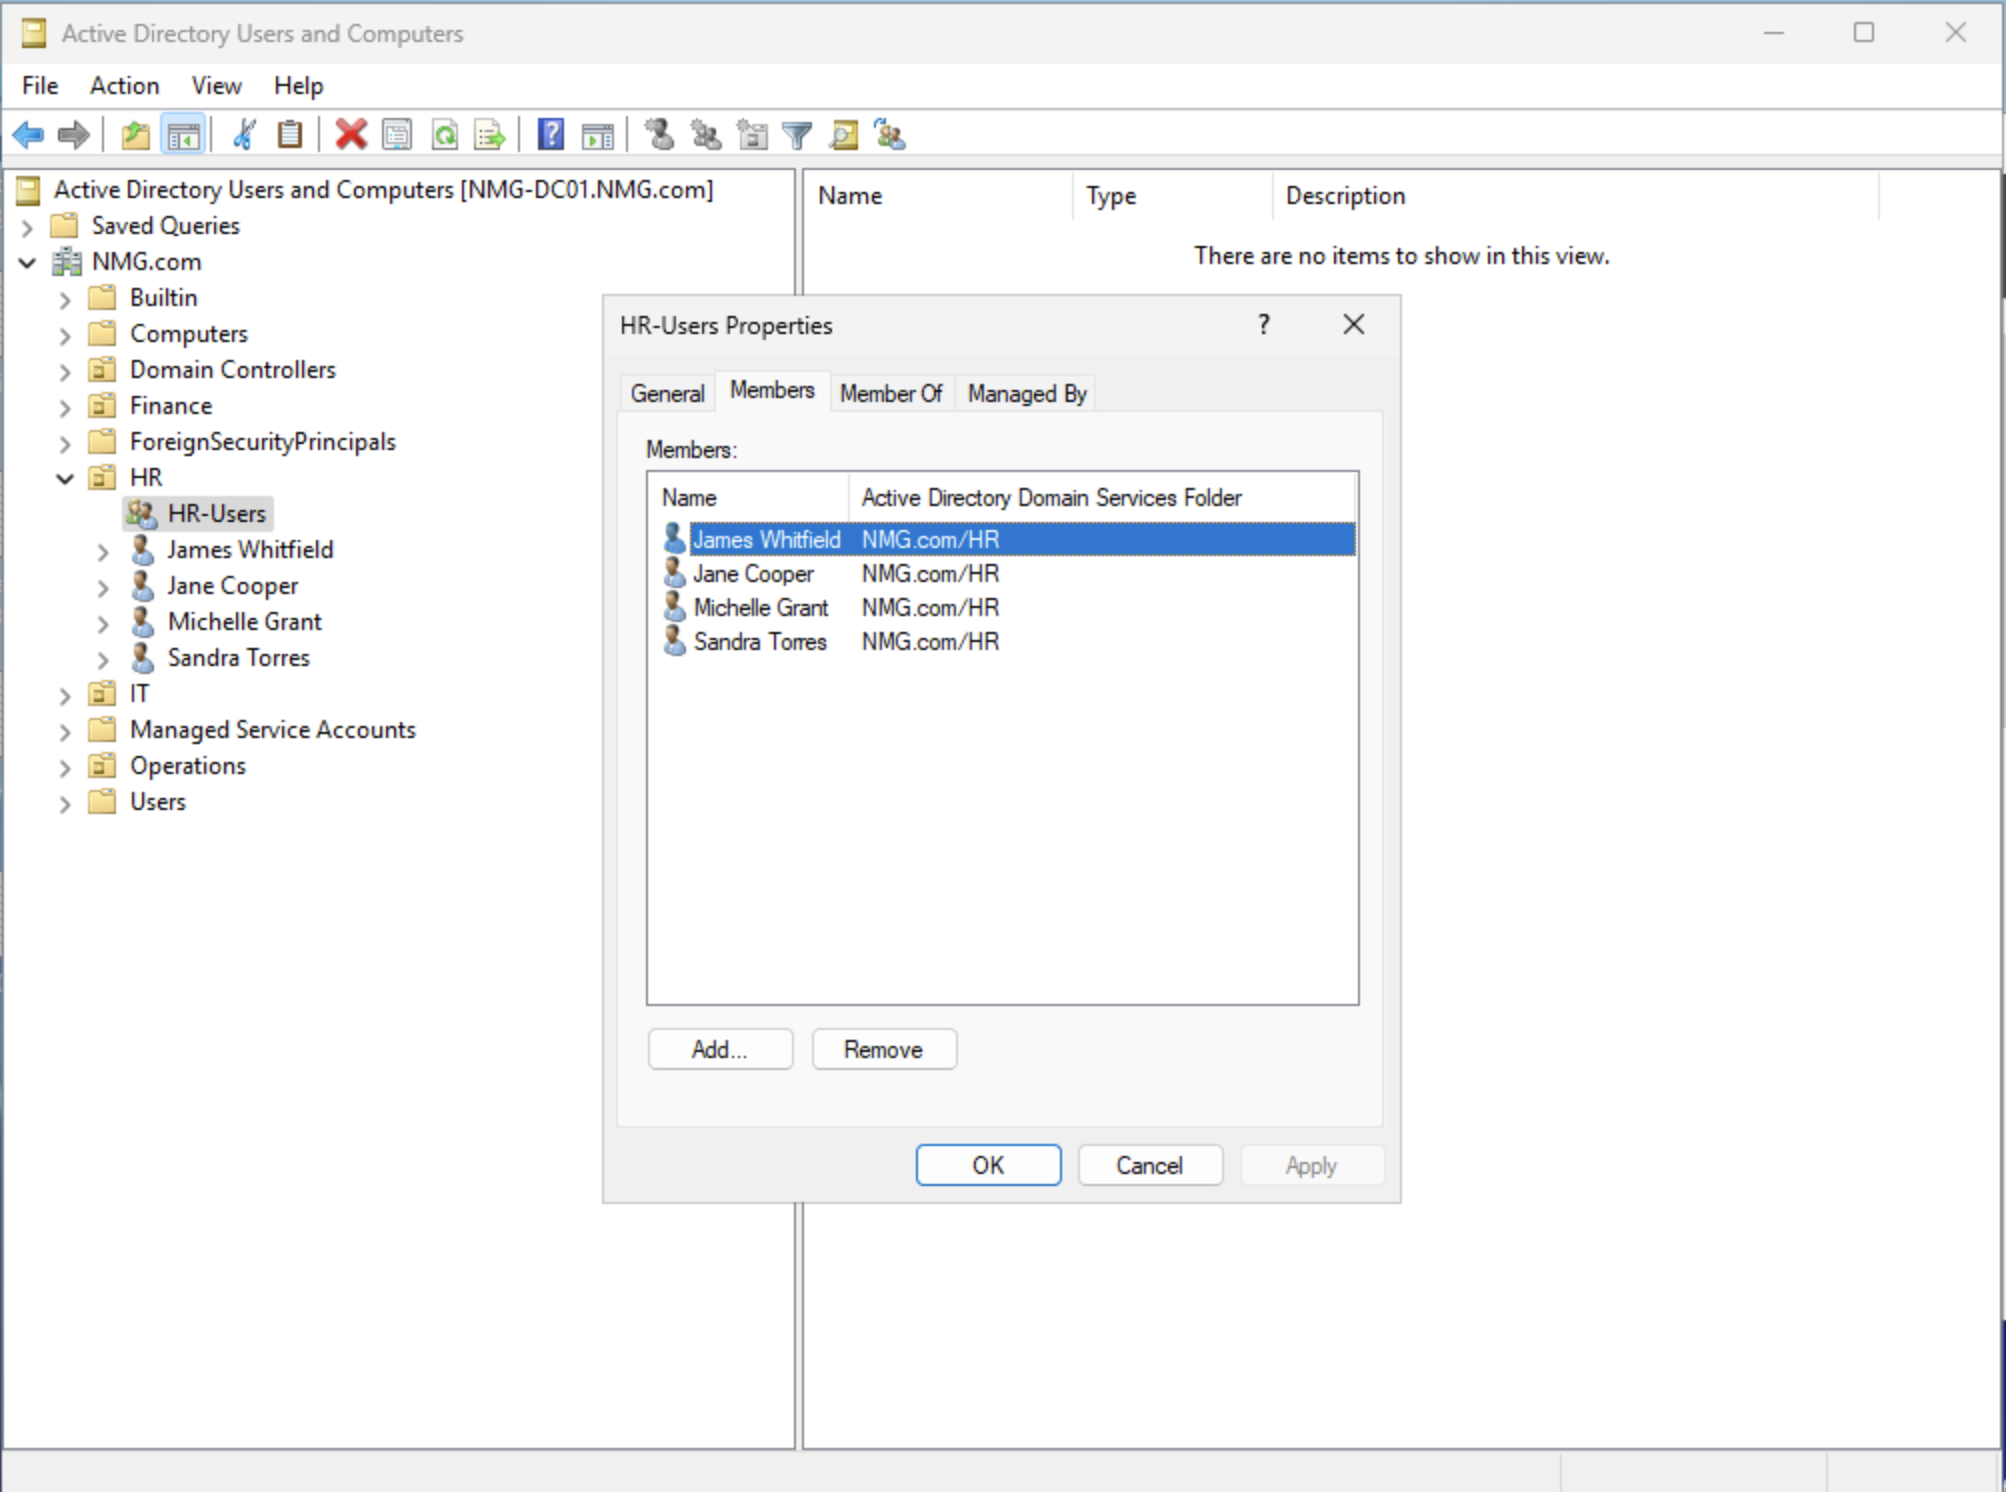 Active Directory Users and Computers
File Action View Help
Active Directory Users and Computers [NMG-DC01.NMG.com]
Saved Queries
NMG.com
Builtin
Computers
Domain Controllers
Finance
ForeignSecurityPrincipals
HR
HR-Users
James Whitfield
Jane Cooper
Michelle Grant
Sandra Torres
IT
Managed Service Accounts
Operations
Users
Name Type Description
There are no items to show in this view.
HR-Users Properties
General Members Member Of Managed By
Members:
Name Active Directory Domain Services Folder
James Whitfield NMG.com/HR
Jane Cooper NMG.com/HR
Michelle Grant NMG.com/HR
Sandra Torres NMG.com/HR
Add... Remove
OK Cancel Apply